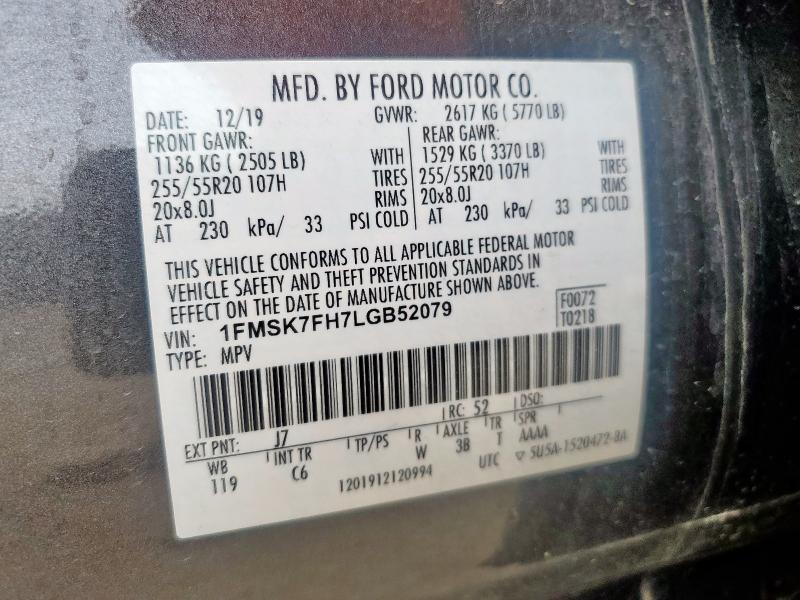 MFD. BY FORD MOTOR CO.
DATE: 12/19 GVWR: 2617 KG ( 5770 LB)
FRONT GAWR: REAR GAWR:
1136 KG ( 2505 LB) WITH 1529 KG ( 3370 LB) WITH
255/55R20 107H TIRES 255/55R20 107H TIRES
20x8.0J RIMS 20x8.0J RIMS
AT 230 kPa/ 33 PSI COLD AT 230 kPa/ 33 PSI COLD
THIS VEHICLE CONFORMS TO ALL APPLICABLE FEDERAL MOTOR
VEHICLE SAFETY AND THEFT PREVENTION STANDARDS IN
EFFECT ON THE DATE OF MANUFACTURE SHOWN ABOVE.
VIN: 1FMSK7FH7LGB52079 F0072
TYPE: MPV T0218
EXT PNT: J7 RC: 52 DSO:
WB INT TR TP/PS R AXLE TR SPR
119 C6 W 3B T AAAA
1201912120994 UTC ▽ 5U5A-1520472-BA